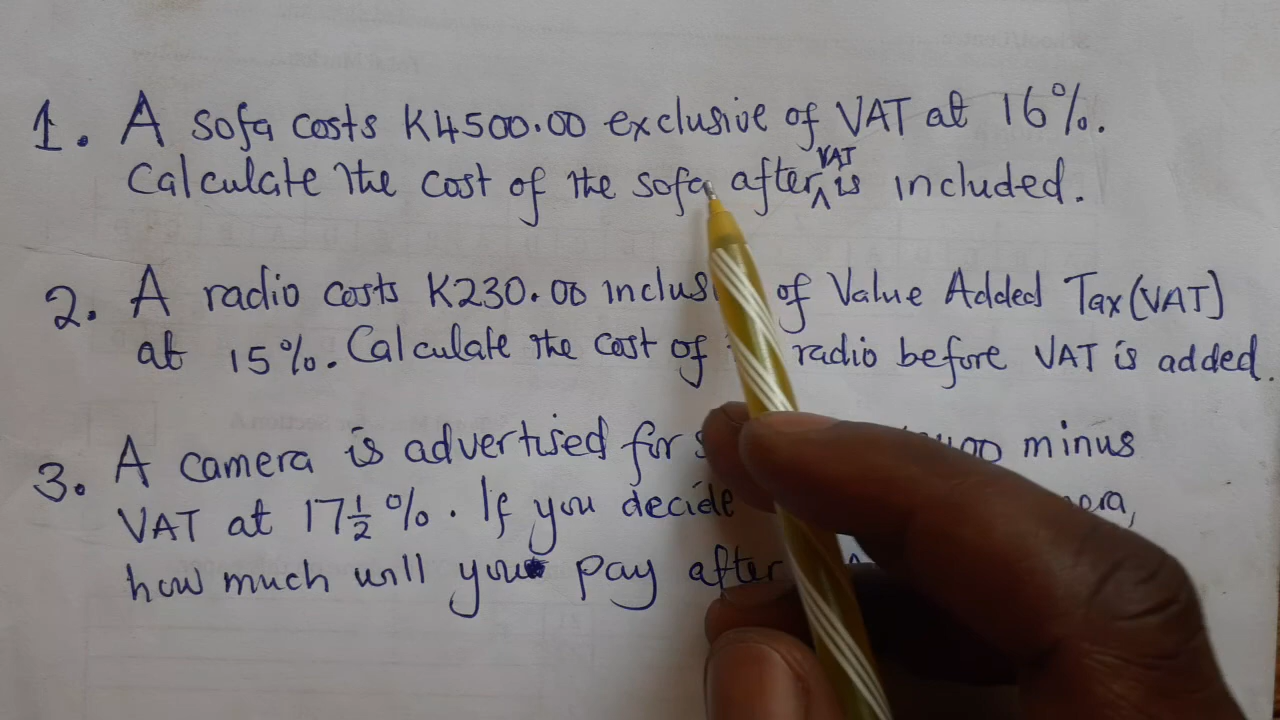 1. A sofa costs K4500.00 exclusive of VAT at 16%.
Calculate the cost of the sofa after VAT is included.
2. A radio costs K230.00 of Value Added Tax (VAT)
at 15%. Calculate the cost of radio before VAT is added.
3. A camera is advertised for minus
VAT at 17½%. If you decide
how much will you pay after